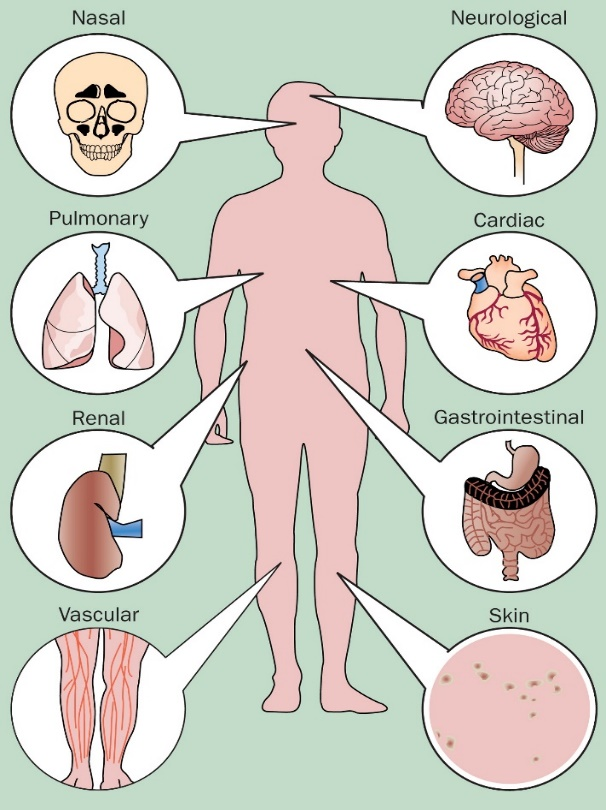 Nasal
Neurological
Pulmonary
Cardiac
Renal
Gastrointestinal
Vascular
Skin